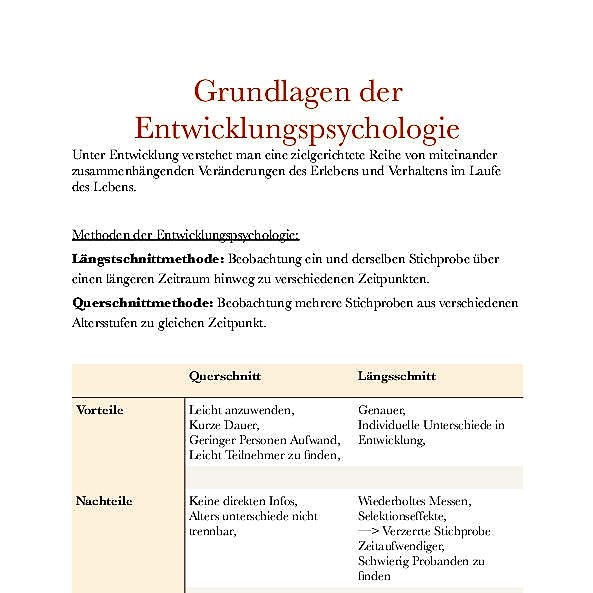 Grundlagen der
Entwicklungspsychologie
Unter Entwicklung verstehet man eine zielgerichtete Reihe von miteinander
zusammenhängenden Veränderungen des Erlebens und Verhaltens im Laufe
des Lebens.
Methoden der Entwicklungspsychologie:
Längstschnittmethode: Beobachtung ein und derselben Stichprobe über
einen längeren Zeitraum hinweg zu verschiedenen Zeitpunkten.
Querschnittmethode: Beobachtung mehrere Stichproben aus verschiedenen
Altersstufen zu gleichen Zeitpunkt.
Querschnitt Längsschnitt
Vorteile
Leicht anzuwenden,
Kurze Dauer,
Geringer Personen Aufwand,
Leicht Teilnehmer zu finden,
Genauer,
Individuelle Unterschiede in
Entwicklung,
Nachteile
Keine direkten Infos,
Alters unterschiede nicht
trennbar,
Wiederholtes Messen,
Selektionseffekte,
—> Verzerrte Stichprobe
Zeitaufwendiger,
Schwierig Probanden zu
finden